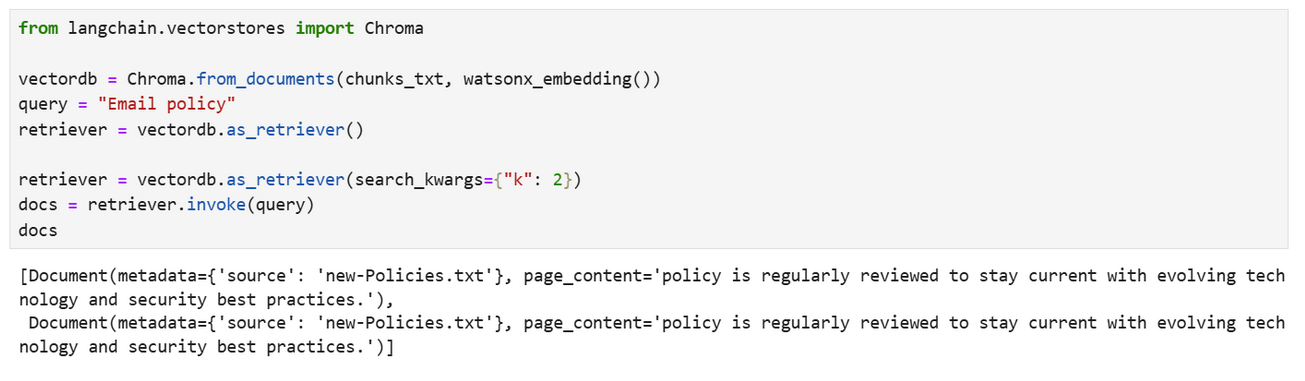 from langchain.vectorstores import Chroma
vectordb = Chroma.from_documents(chunks_txt, watsonx_embedding())
query = "Email policy"
retriever = vectordb.as_retriever()
retriever = vectordb.as_retriever(search_kwargs={"k": 2})
docs = retriever.invoke(query)
docs
[Document(metadata={'source': 'new-Policies.txt'}, page_content='policy is regularly reviewed to stay current with evolving tech
nology and security best practices.'),
 Document(metadata={'source': 'new-Policies.txt'}, page_content='policy is regularly reviewed to stay current with evolving tech
nology and security best practices.')]